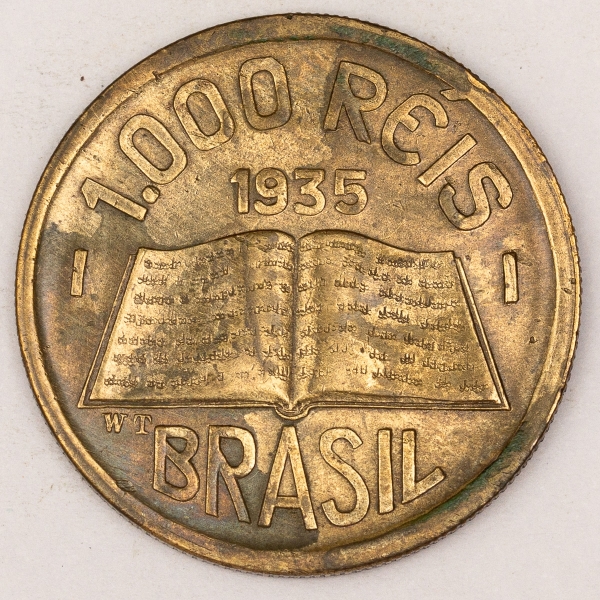 1.000 REIS
1935
I I
WT
BRASIL